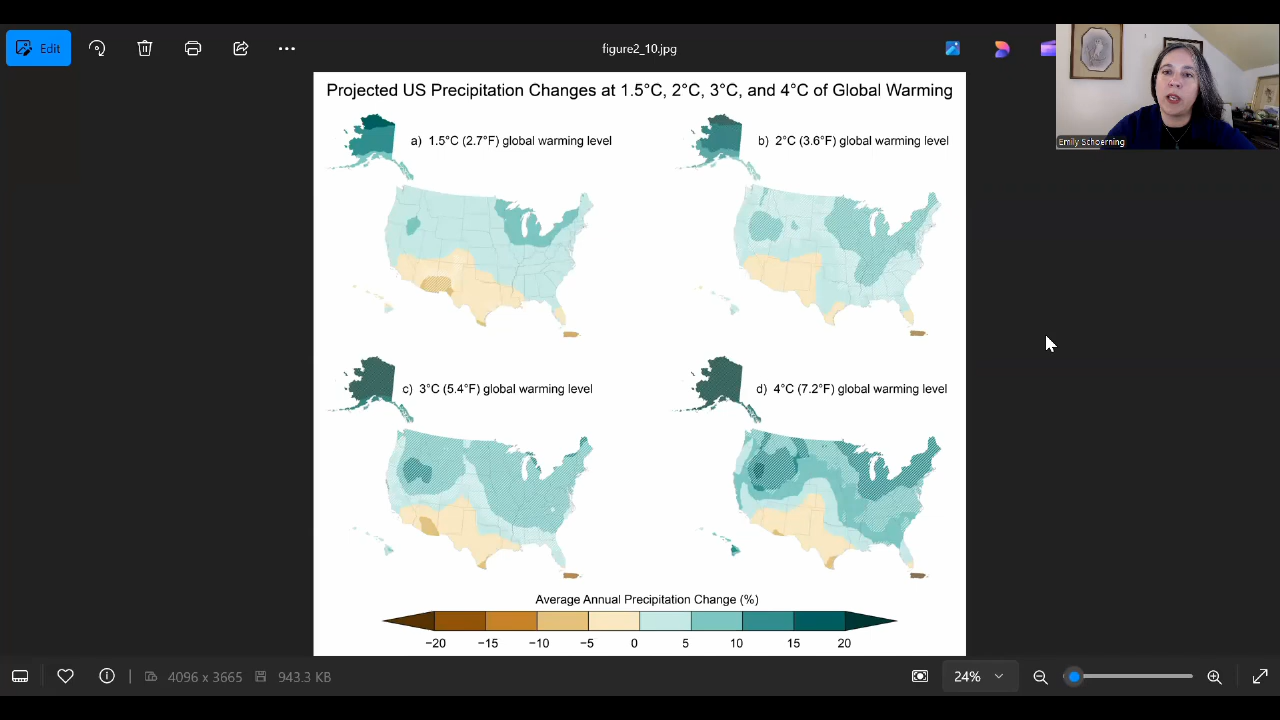 Edit
figure2_10.jpg
Emily Schoerning
Projected US Precipitation Changes at 1.5°C, 2°C, 3°C, and 4°C of Global Warming
a) 1.5°C (2.7°F) global warming level
b) 2°C (3.6°F) global warming level
c) 3°C (5.4°F) global warming level
d) 4°C (7.2°F) global warming level
Average Annual Precipitation Change (%)
−20 −15 −10 −5 0 5 10 15 20
4096 x 3665 943.3 KB 24%